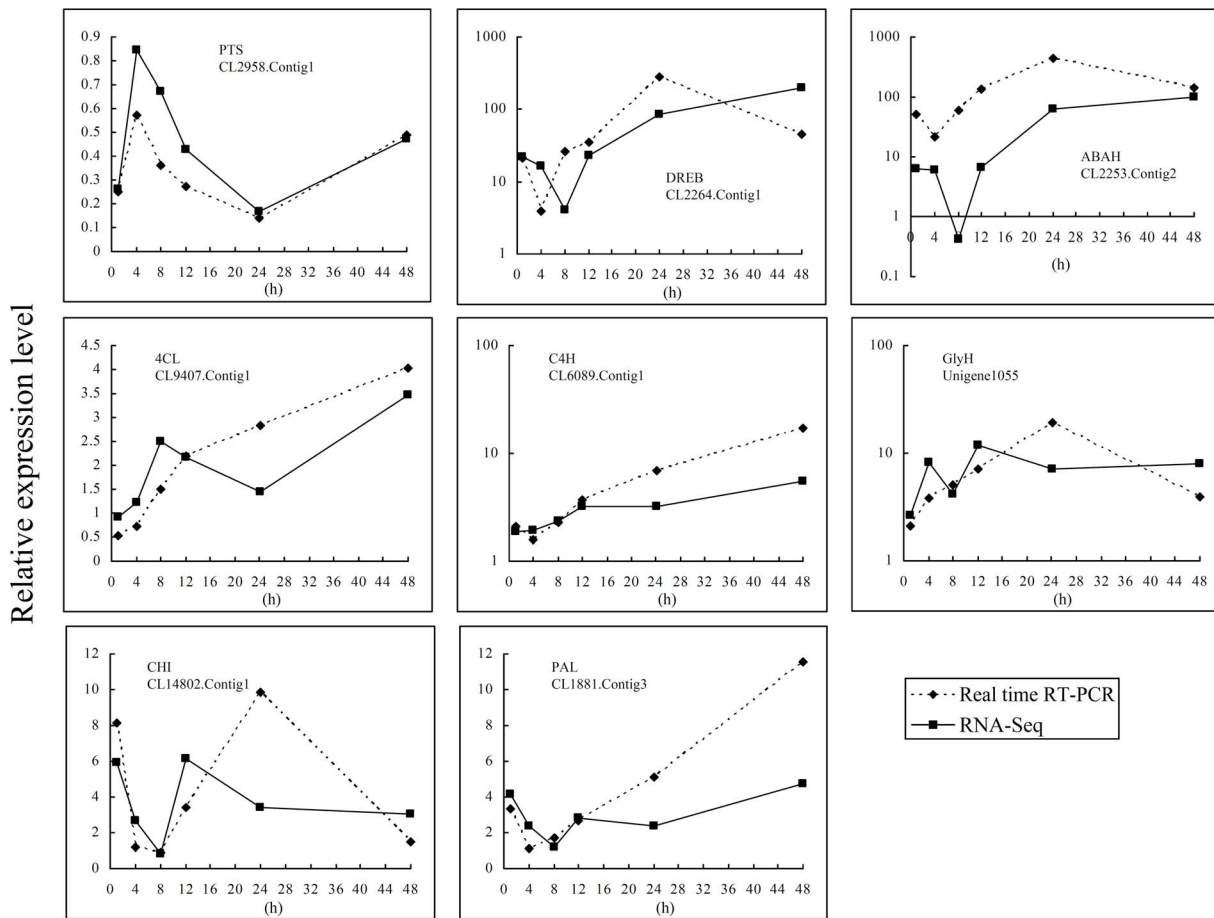 Relative expression level
PTS
CL2958.Contig1
0.9
0.8
0.7
0.6
0.5
0.4
0.3
0.2
0.1
0
0 4 8 12 16 20 24 28 32 36 40 44 48
(h)
DREB
CL2264.Contig1
1000
100
10
1
0 4 8 12 16 20 24 28 32 36 40 44 48
(h)
ABAH
CL2253.Contig2
1000
100
10
1
0.1
0 4 8 12 16 20 24 28 32 36 40 44 48
(h)
4CL
CL9407.Contig1
4.5
4
3.5
3
2.5
2
1.5
1
0.5
0
0 4 8 12 16 20 24 28 32 36 40 44 48
(h)
C4H
CL6089.Contig1
100
10
1
0 4 8 12 16 20 24 28 32 36 40 44 48
(h)
GlyH
Unigene1055
100
10
1
0 4 8 12 16 20 24 28 32 36 40 44 48
(h)
CHI
CL14802.Contig1
12
10
8
6
4
2
0
0 4 8 12 16 20 24 28 32 36 40 44 48
(h)
PAL
CL1881.Contig3
12
10
8
6
4
2
0
0 4 8 12 16 20 24 28 32 36 40 44 48
(h)
Real time RT-PCR
RNA-Seq